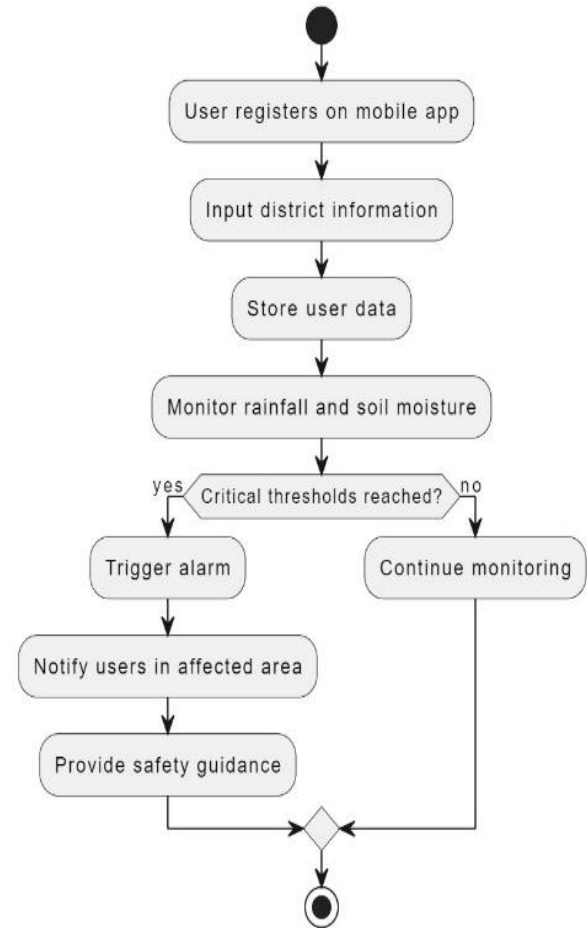 User registers on mobile app
Input district information
Store user data
Monitor rainfall and soil moisture
yes
Critical thresholds reached?
no
Trigger alarm
Continue monitoring
Notify users in affected area
Provide safety guidance